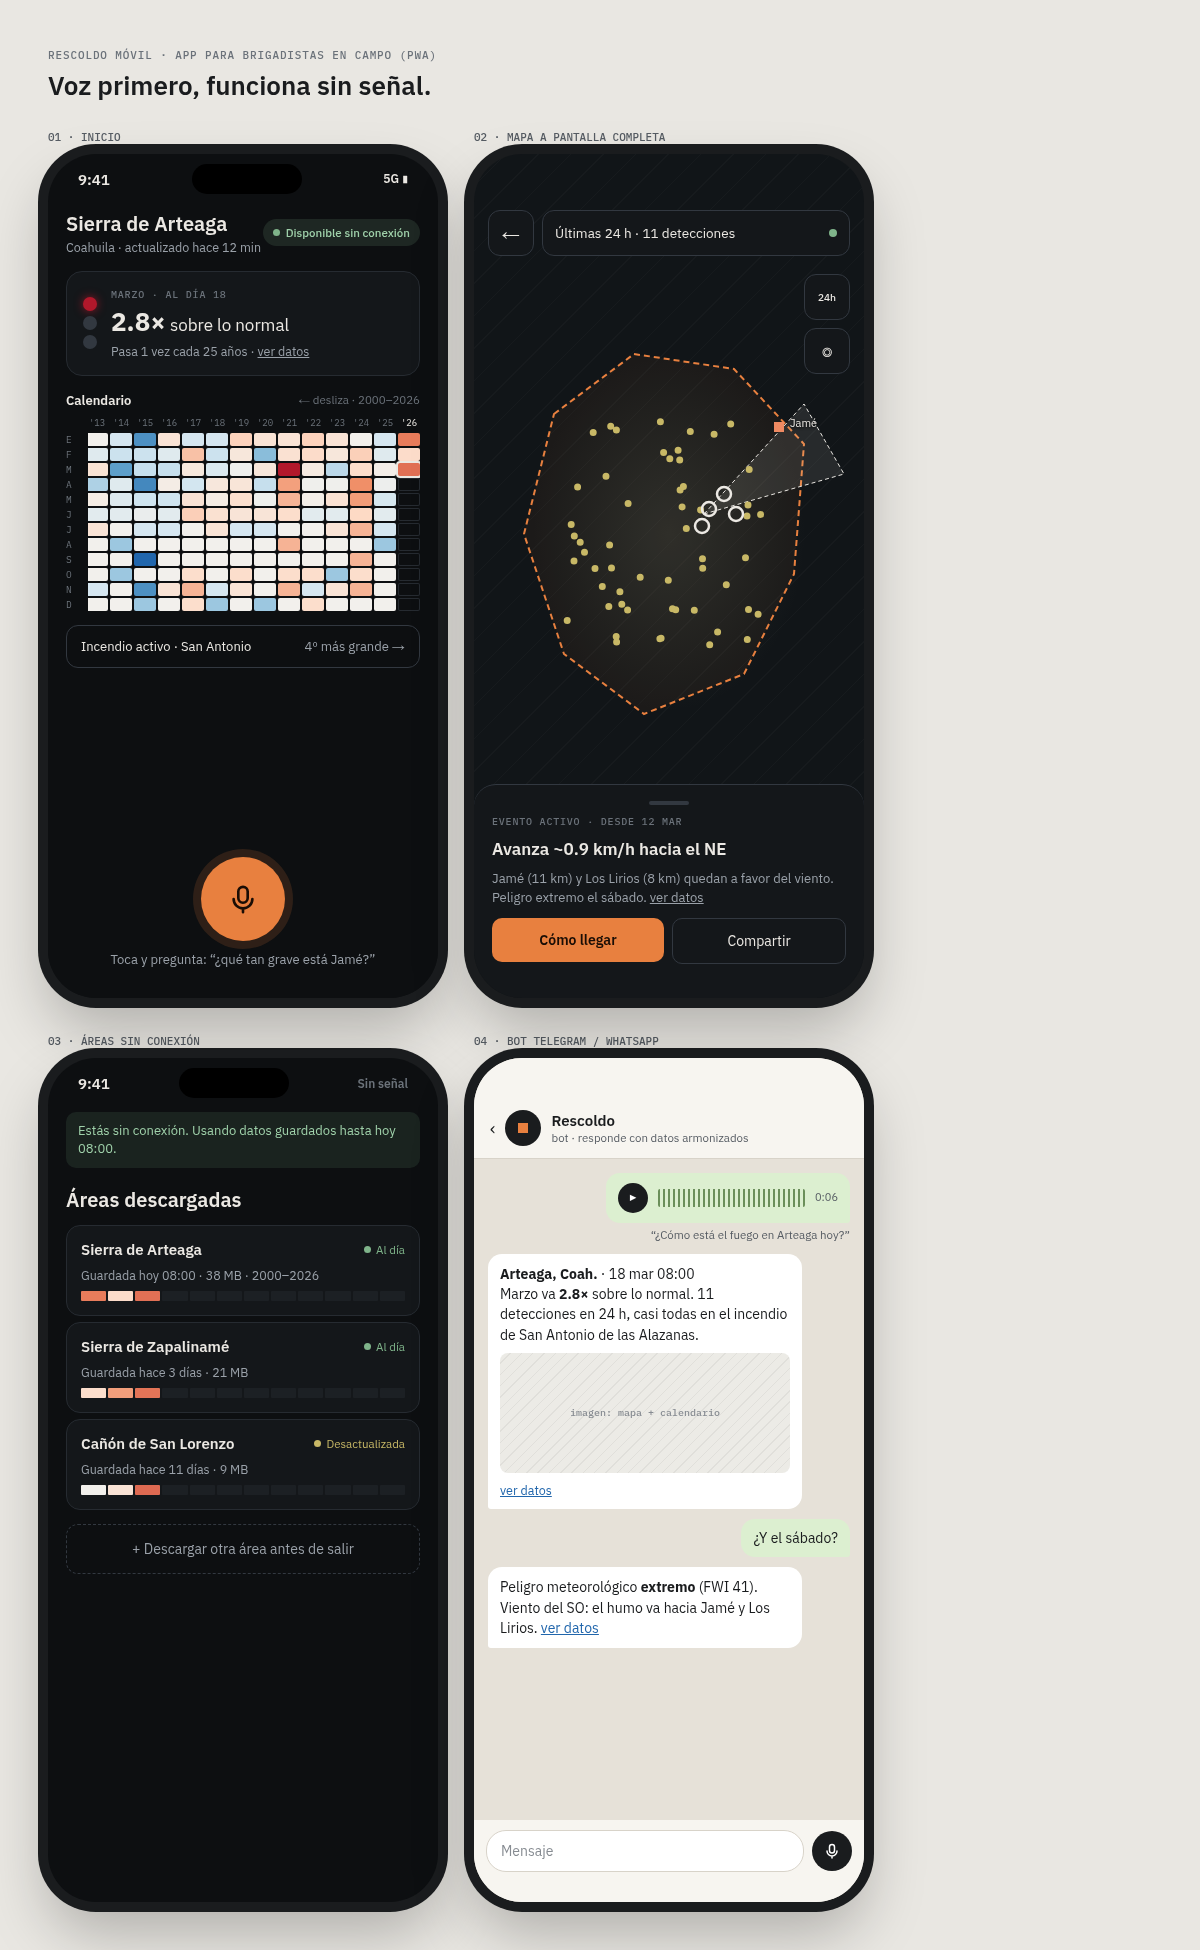 RESCOLDO MÓVIL · APP PARA BRIGADISTAS EN CAMPO (PWA)
Voz primero, funciona sin señal.
01 · INICIO
9:41
5G
Sierra de Arteaga
Coahuila · actualizado hace 12 min
Disponible sin conexión
MARZO · AL DÍA 18
2.8× sobre lo normal
Pasa 1 vez cada 25 años · ver datos
Calendario
← desliza · 2000–2026
'13 '14 '15 '16 '17 '18 '19 '20 '21 '22 '23 '24 '25 '26
E
F
M
A
M
J
J
A
S
O
N
D
Incendio activo · San Antonio
4º más grande →
Toca y pregunta: “¿qué tan grave está Jamé?”
02 · MAPA A PANTALLA COMPLETA
←
Últimas 24 h · 11 detecciones
24h
Jamé
EVENTO ACTIVO · DESDE 12 MAR
Avanza ~0.9 km/h hacia el NE
Jamé (11 km) y Los Lirios (8 km) quedan a favor del viento.
Peligro extremo el sábado. ver datos
Cómo llegar
Compartir
03 · ÁREAS SIN CONEXIÓN
9:41
Sin señal
Estás sin conexión. Usando datos guardados hasta hoy
08:00.
Áreas descargadas
Sierra de Arteaga
Al día
Guardada hoy 08:00 · 38 MB · 2000–2026
Sierra de Zapalinamé
Al día
Guardada hace 3 días · 21 MB
Cañón de San Lorenzo
Desactualizada
Guardada hace 11 días · 9 MB
+ Descargar otra área antes de salir
04 · BOT TELEGRAM / WHATSAPP
‹
Rescoldo
bot · responde con datos armonizados
0:06
“¿Cómo está el fuego en Arteaga hoy?”
Arteaga, Coah. · 18 mar 08:00
Marzo va 2.8× sobre lo normal. 11
detecciones en 24 h, casi todas en el incendio
de San Antonio de las Alazanas.
imagen: mapa + calendario
ver datos
¿Y el sábado?
Peligro meteorológico extremo (FWI 41).
Viento del SO: el humo va hacia Jamé y Los
Lirios. ver datos
Mensaje